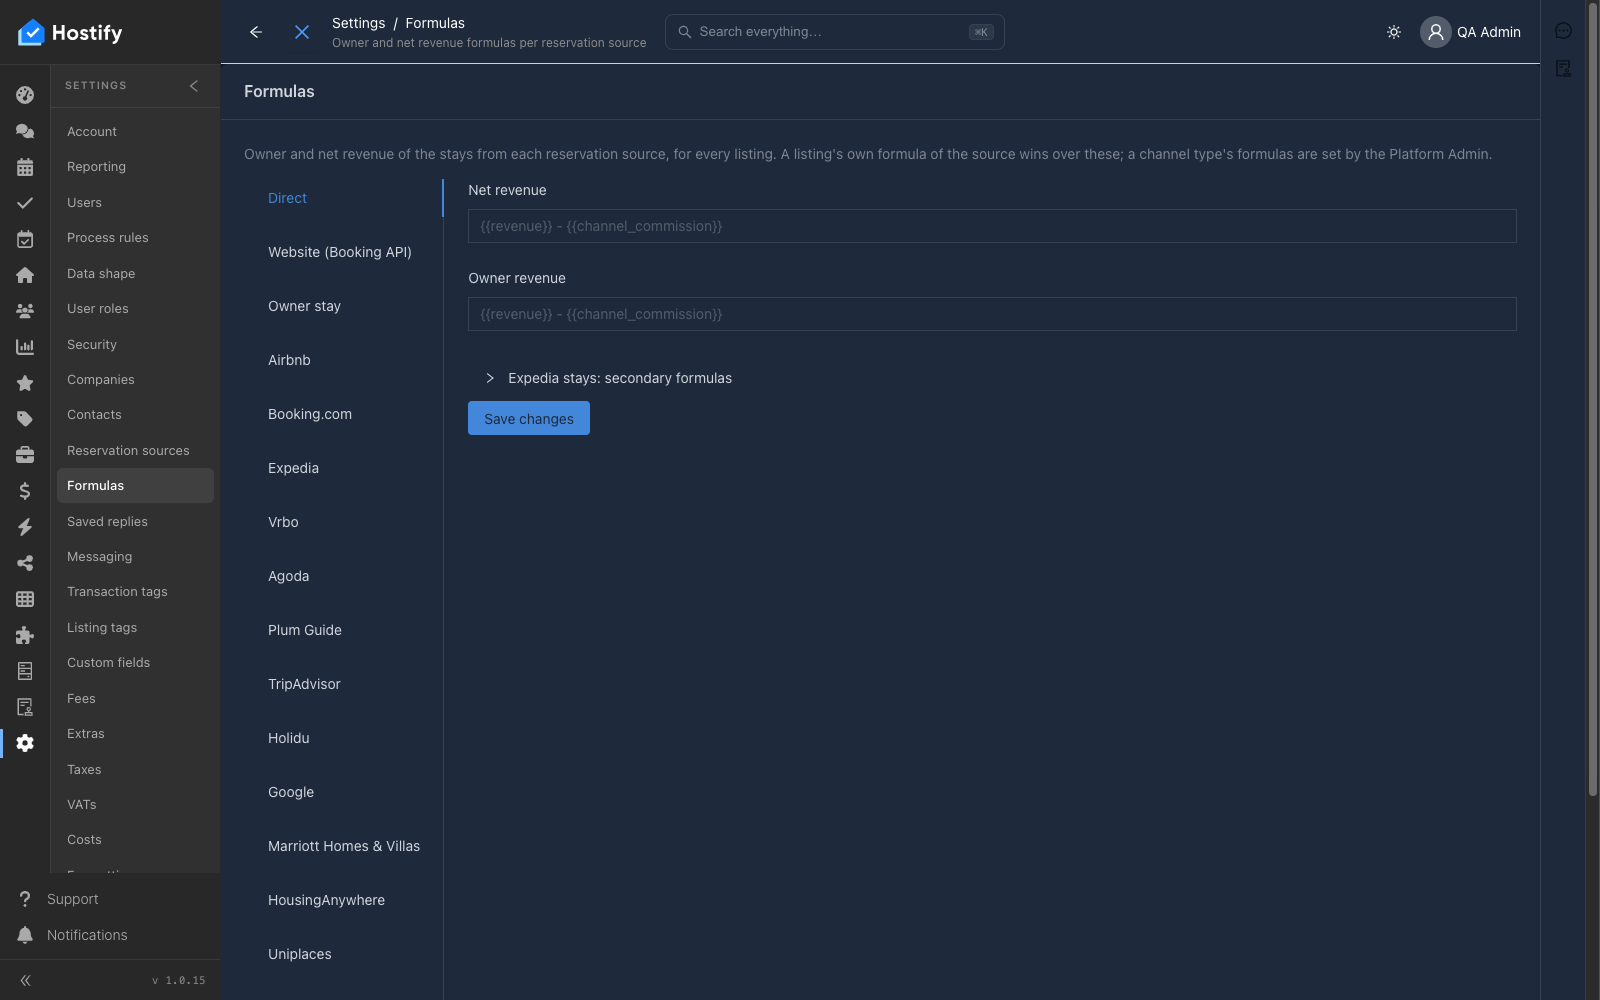 Hostify
Settings / Formulas
Owner and net revenue formulas per reservation source
Search everything...
⌘K
QA Admin
SETTINGS
Account
Reporting
Users
Process rules
Data shape
User roles
Security
Companies
Contacts
Reservation sources
Formulas
Saved replies
Messaging
Transaction tags
Listing tags
Custom fields
Fees
Extras
Taxes
VATs
Costs
Support
Notifications
v 1.0.15
Formulas
Owner and net revenue of the stays from each reservation source, for every listing. A listing's own formula of the source wins over these; a channel type's formulas are set by the Platform Admin.
Direct
Website (Booking API)
Owner stay
Airbnb
Booking.com
Expedia
Vrbo
Agoda
Plum Guide
TripAdvisor
Holidu
Google
Marriott Homes & Villas
HousingAnywhere
Uniplaces
Net revenue
{{revenue}} - {{channel_commission}}
Owner revenue
{{revenue}} - {{channel_commission}}
Expedia stays: secondary formulas
Save changes